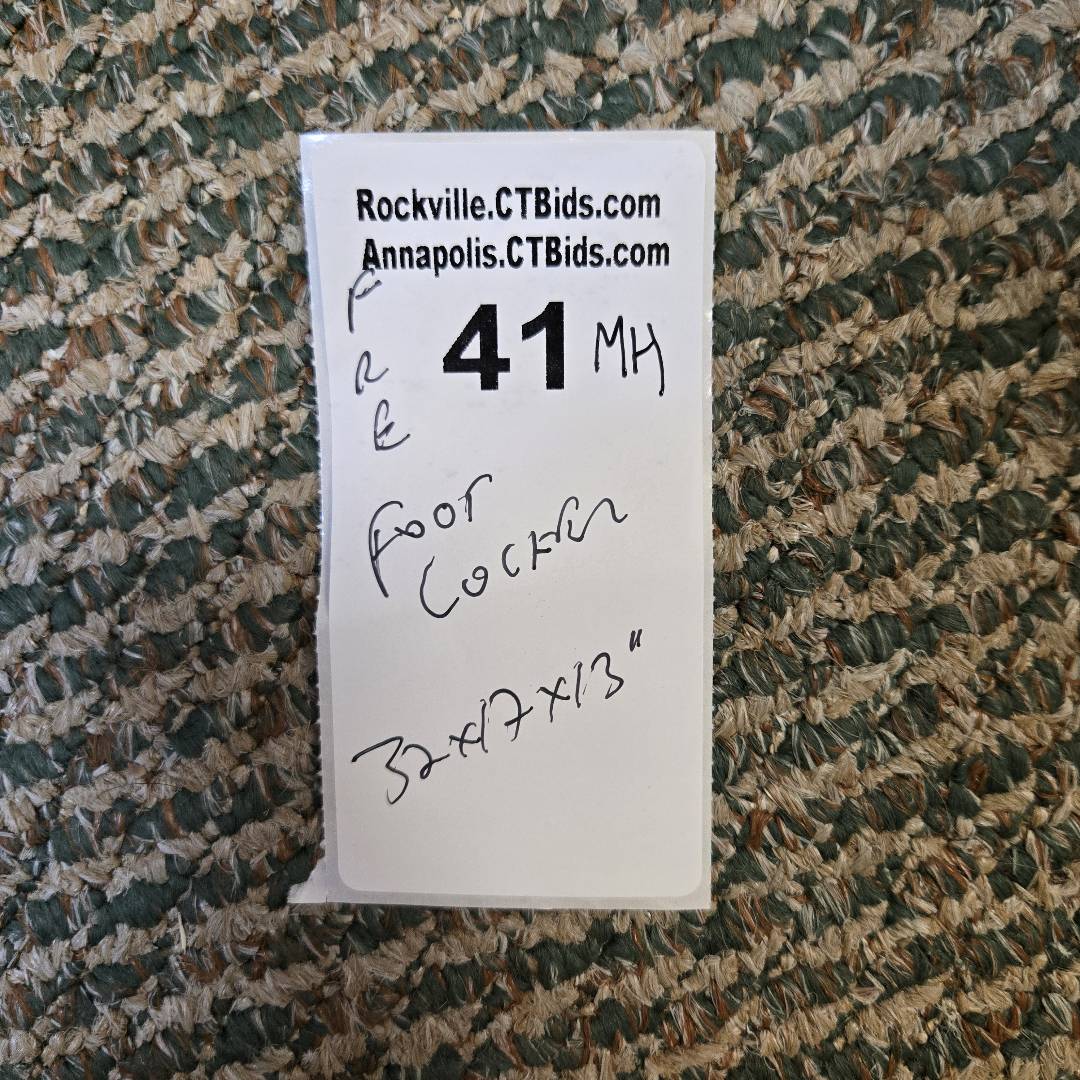 Rockville.CTBids.com
Annapolis.CTBids.com
41 MH
F
R
E
FOOT
LOCKER
32x17x13"